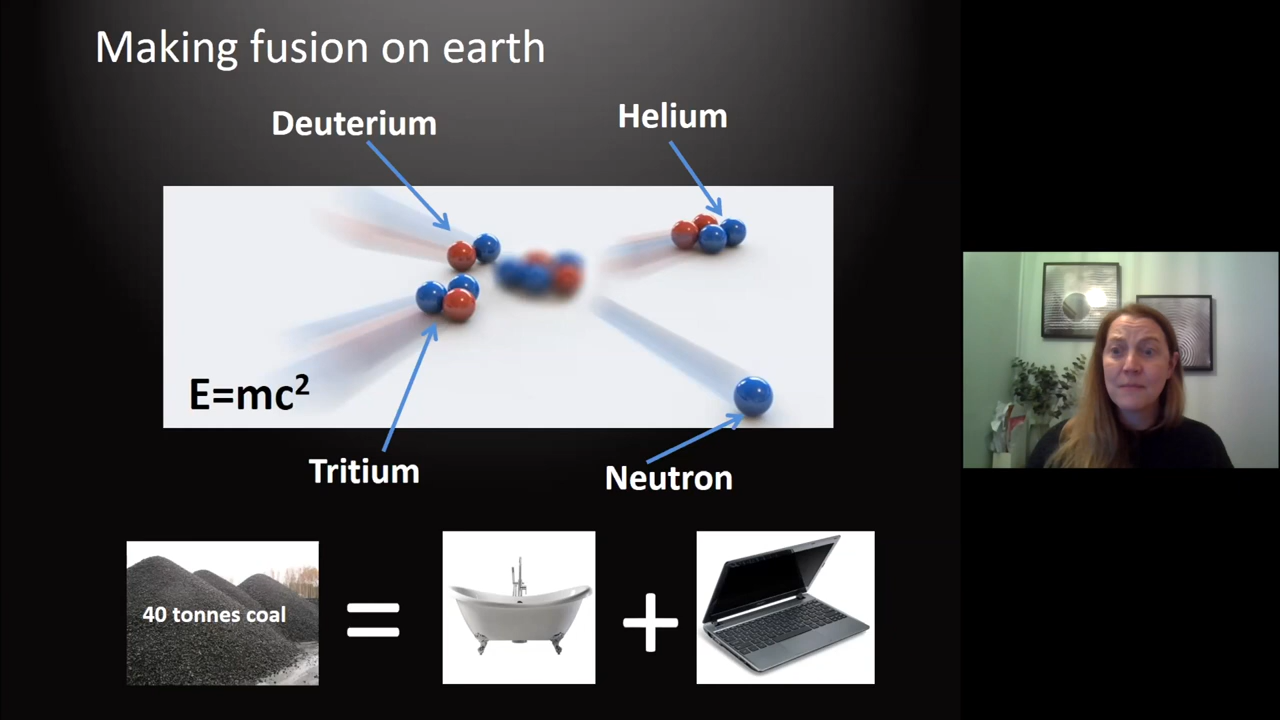 Making fusion on earth
Deuterium
Helium
E=mc²
Tritium
Neutron
40 tonnes coal
=
+